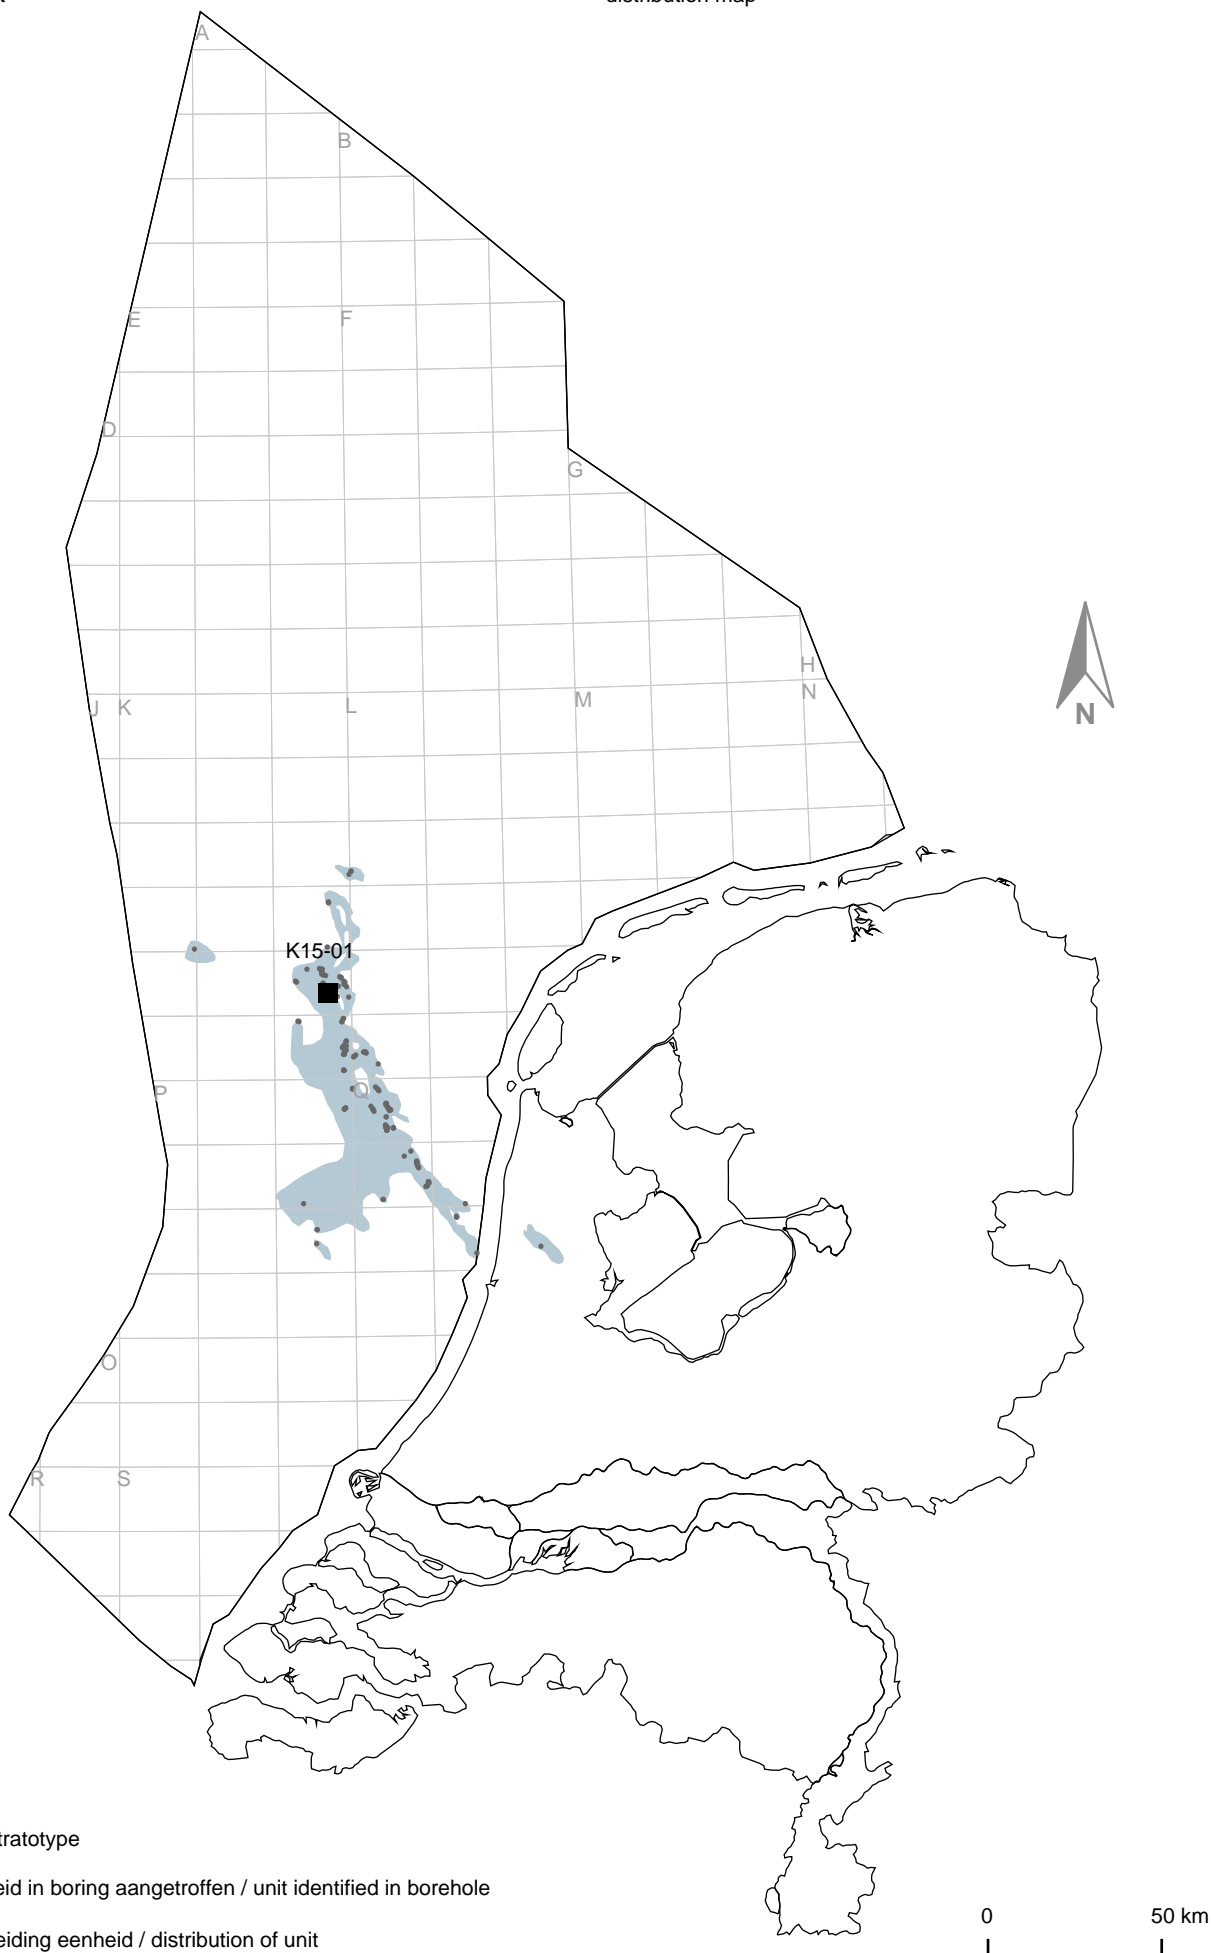 distribution map
A
B
E
F
D
G
H
N
J K
L
M
K15-01
P
Q
O
R
S
N
tratotype
eid in boring aangetroffen / unit identified in borehole
eiding eenheid / distribution of unit
0 50 km